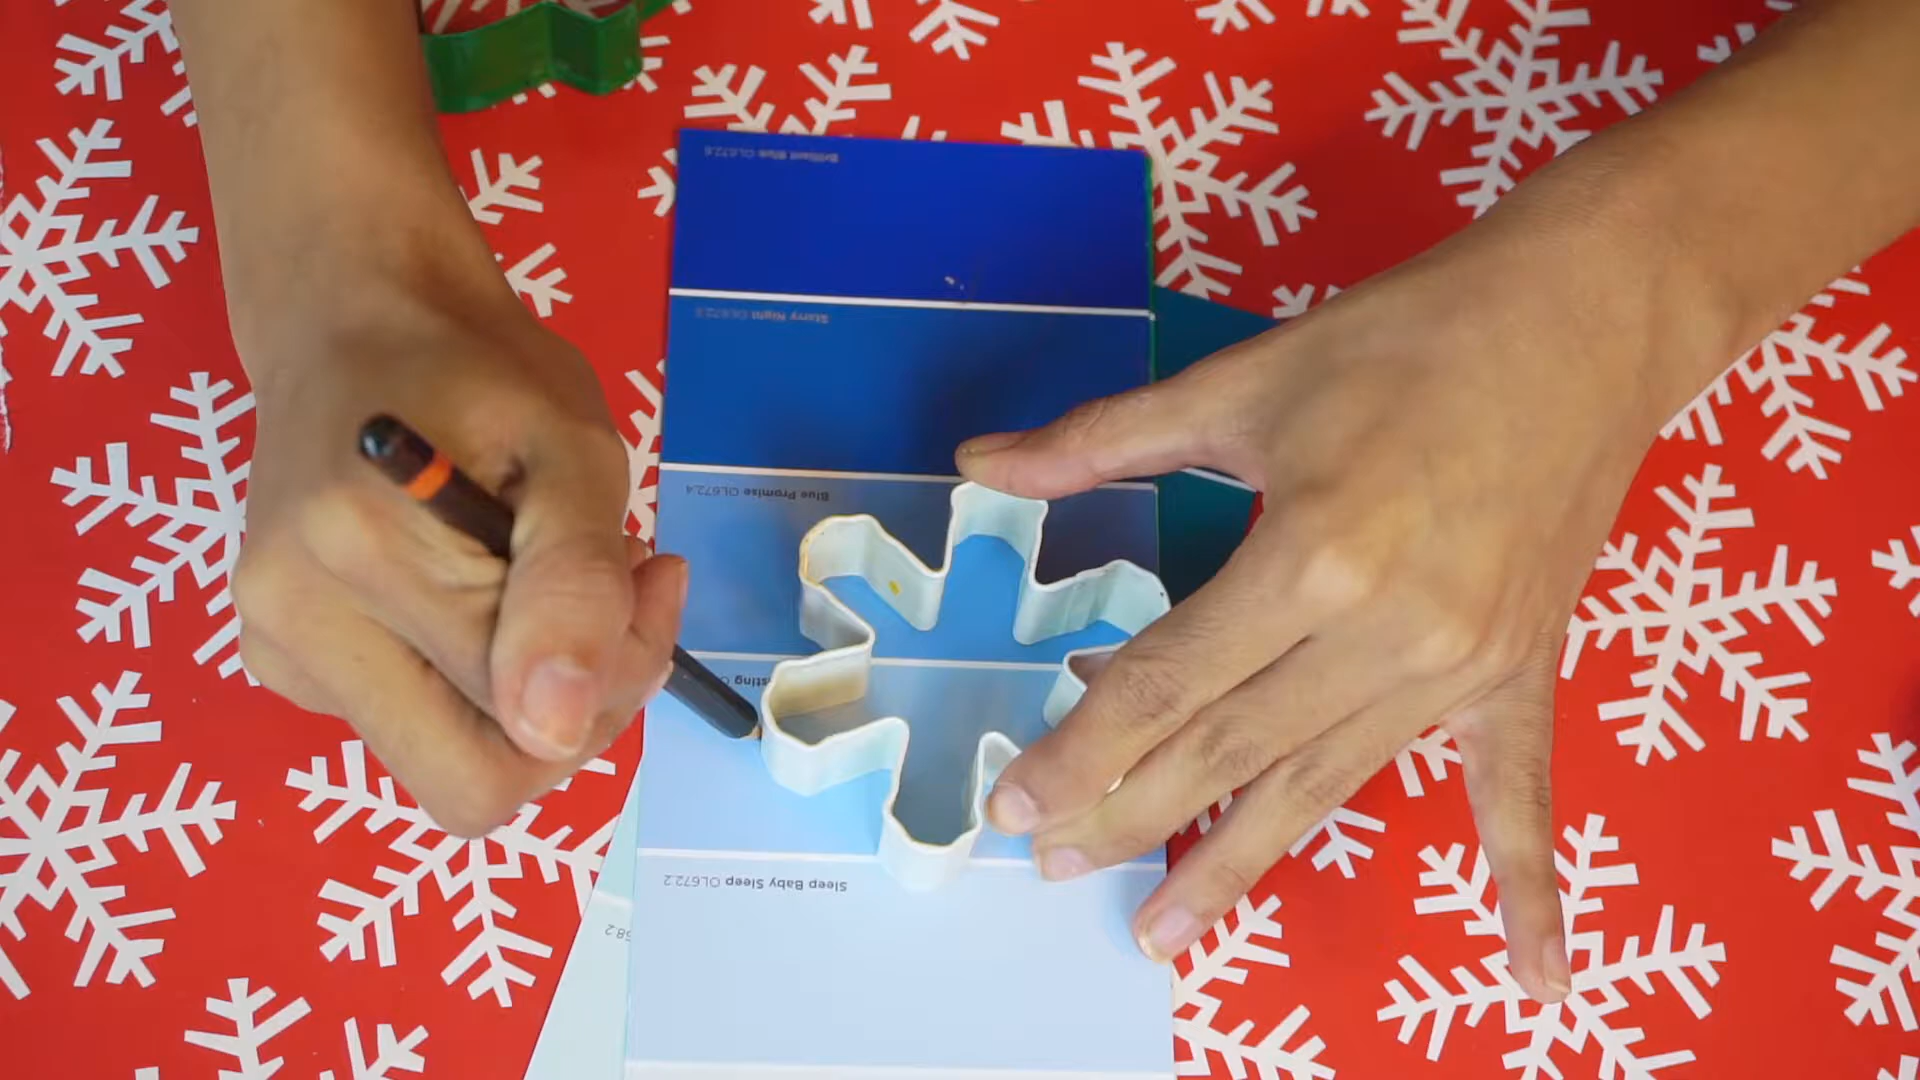 Brilliant Blue OL672.6
Starry Night OL672.5
Blue Promise OL672.4
Sleep Baby Sleep OL672.2